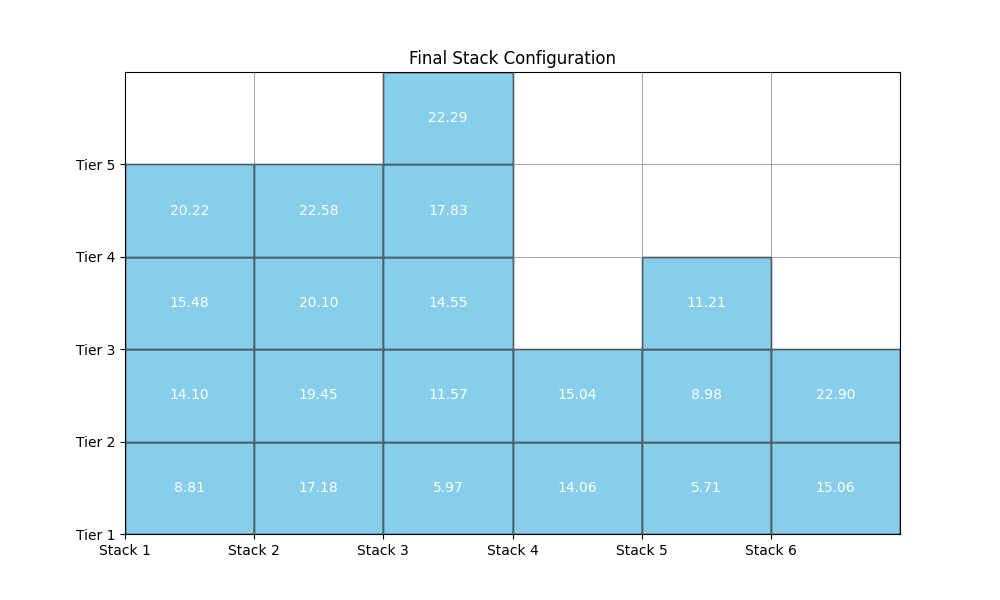 Final Stack Configuration
22.29
Tier 5
20.22 22.58 17.83
Tier 4
15.48 20.10 14.55 11.21
Tier 3
14.10 19.45 11.57 15.04 8.98 22.90
Tier 2
8.81 17.18 5.97 14.06 5.71 15.06
Tier 1
Stack 1 Stack 2 Stack 3 Stack 4 Stack 5 Stack 6